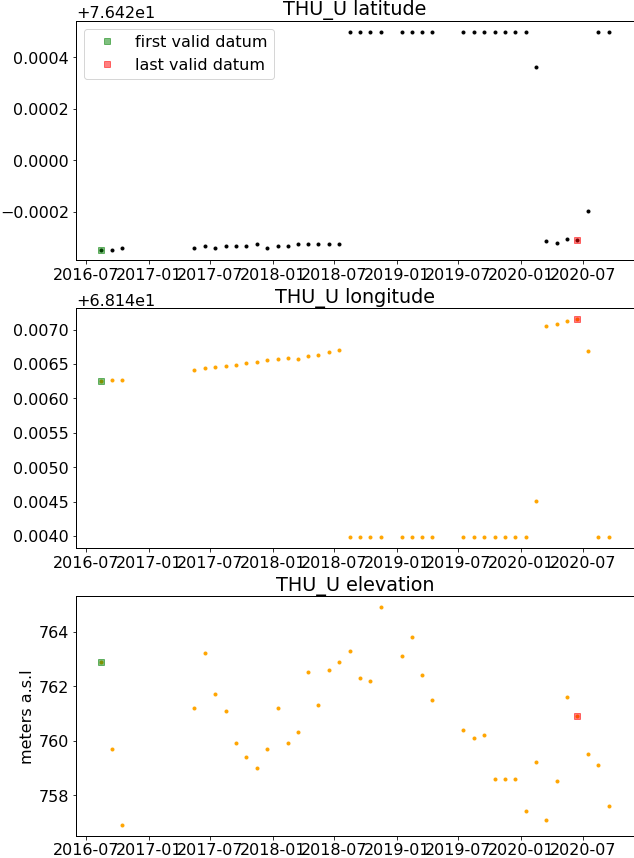 THU_U latitude
+7.642e1
first valid datum
last valid datum
0.0004
0.0002
0.0000
−0.0002
2016-07 2017-01 2017-07 2018-01 2018-07 2019-01 2019-07 2020-01 2020-07
THU_U longitude
+6.814e1
0.0070
0.0065
0.0060
0.0055
0.0050
0.0045
0.0040
2016-07 2017-01 2017-07 2018-01 2018-07 2019-01 2019-07 2020-01 2020-07
THU_U elevation
meters a.s.l
764
762
760
758
2016-07 2017-01 2017-07 2018-01 2018-07 2019-01 2019-07 2020-01 2020-07